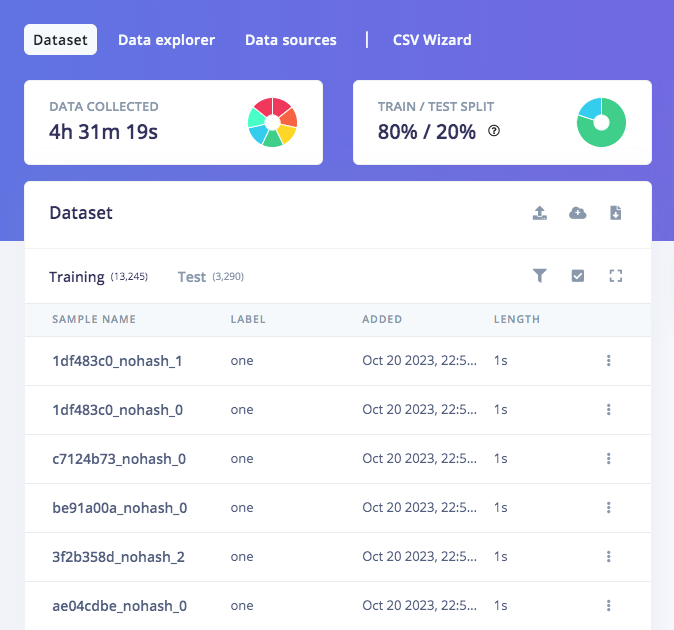 Dataset Data explorer Data sources | CSV Wizard
DATA COLLECTED
4h 31m 19s
TRAIN / TEST SPLIT
80% / 20% ?
Dataset
Training (13,245) Test (3,290)
SAMPLE NAME LABEL ADDED LENGTH
1df483c0_nohash_1 one Oct 20 2023, 22:5... 1s
1df483c0_nohash_0 one Oct 20 2023, 22:5... 1s
c7124b73_nohash_0 one Oct 20 2023, 22:5... 1s
be91a00a_nohash_0 one Oct 20 2023, 22:5... 1s
3f2b358d_nohash_2 one Oct 20 2023, 22:5... 1s
ae04cdbe_nohash_0 one Oct 20 2023, 22:5... 1s